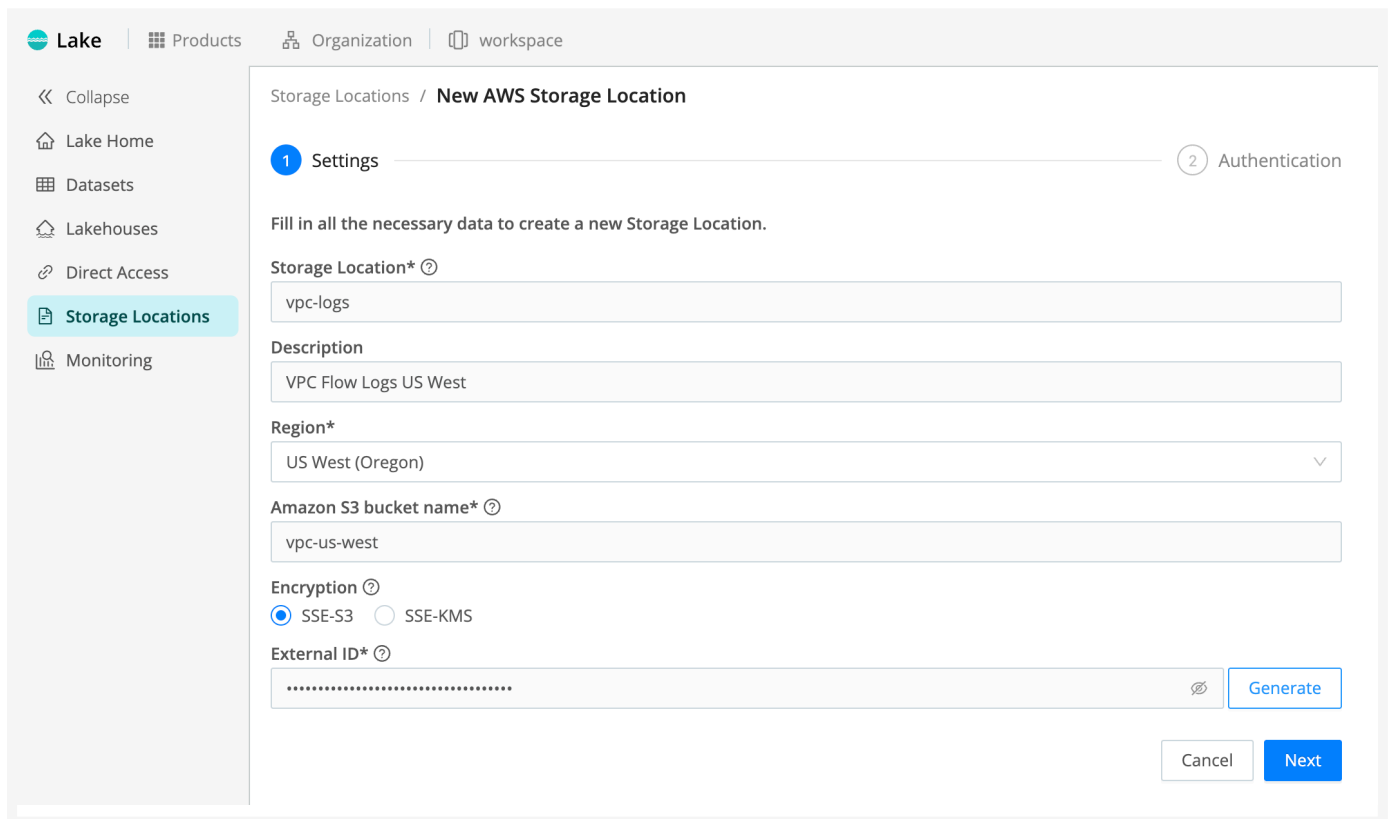 Lake Products Organization workspace
Collapse
Lake Home
Datasets
Lakehouses
Direct Access
Storage Locations
Monitoring
Storage Locations / New AWS Storage Location
1 Settings 2 Authentication
Fill in all the necessary data to create a new Storage Location.
Storage Location* ?
vpc-logs
Description
VPC Flow Logs US West
Region*
US West (Oregon)
Amazon S3 bucket name* ?
vpc-us-west
Encryption ?
SSE-S3 SSE-KMS
External ID* ?
•••••••••••••••••••••••••••••••••••• Generate
Cancel Next